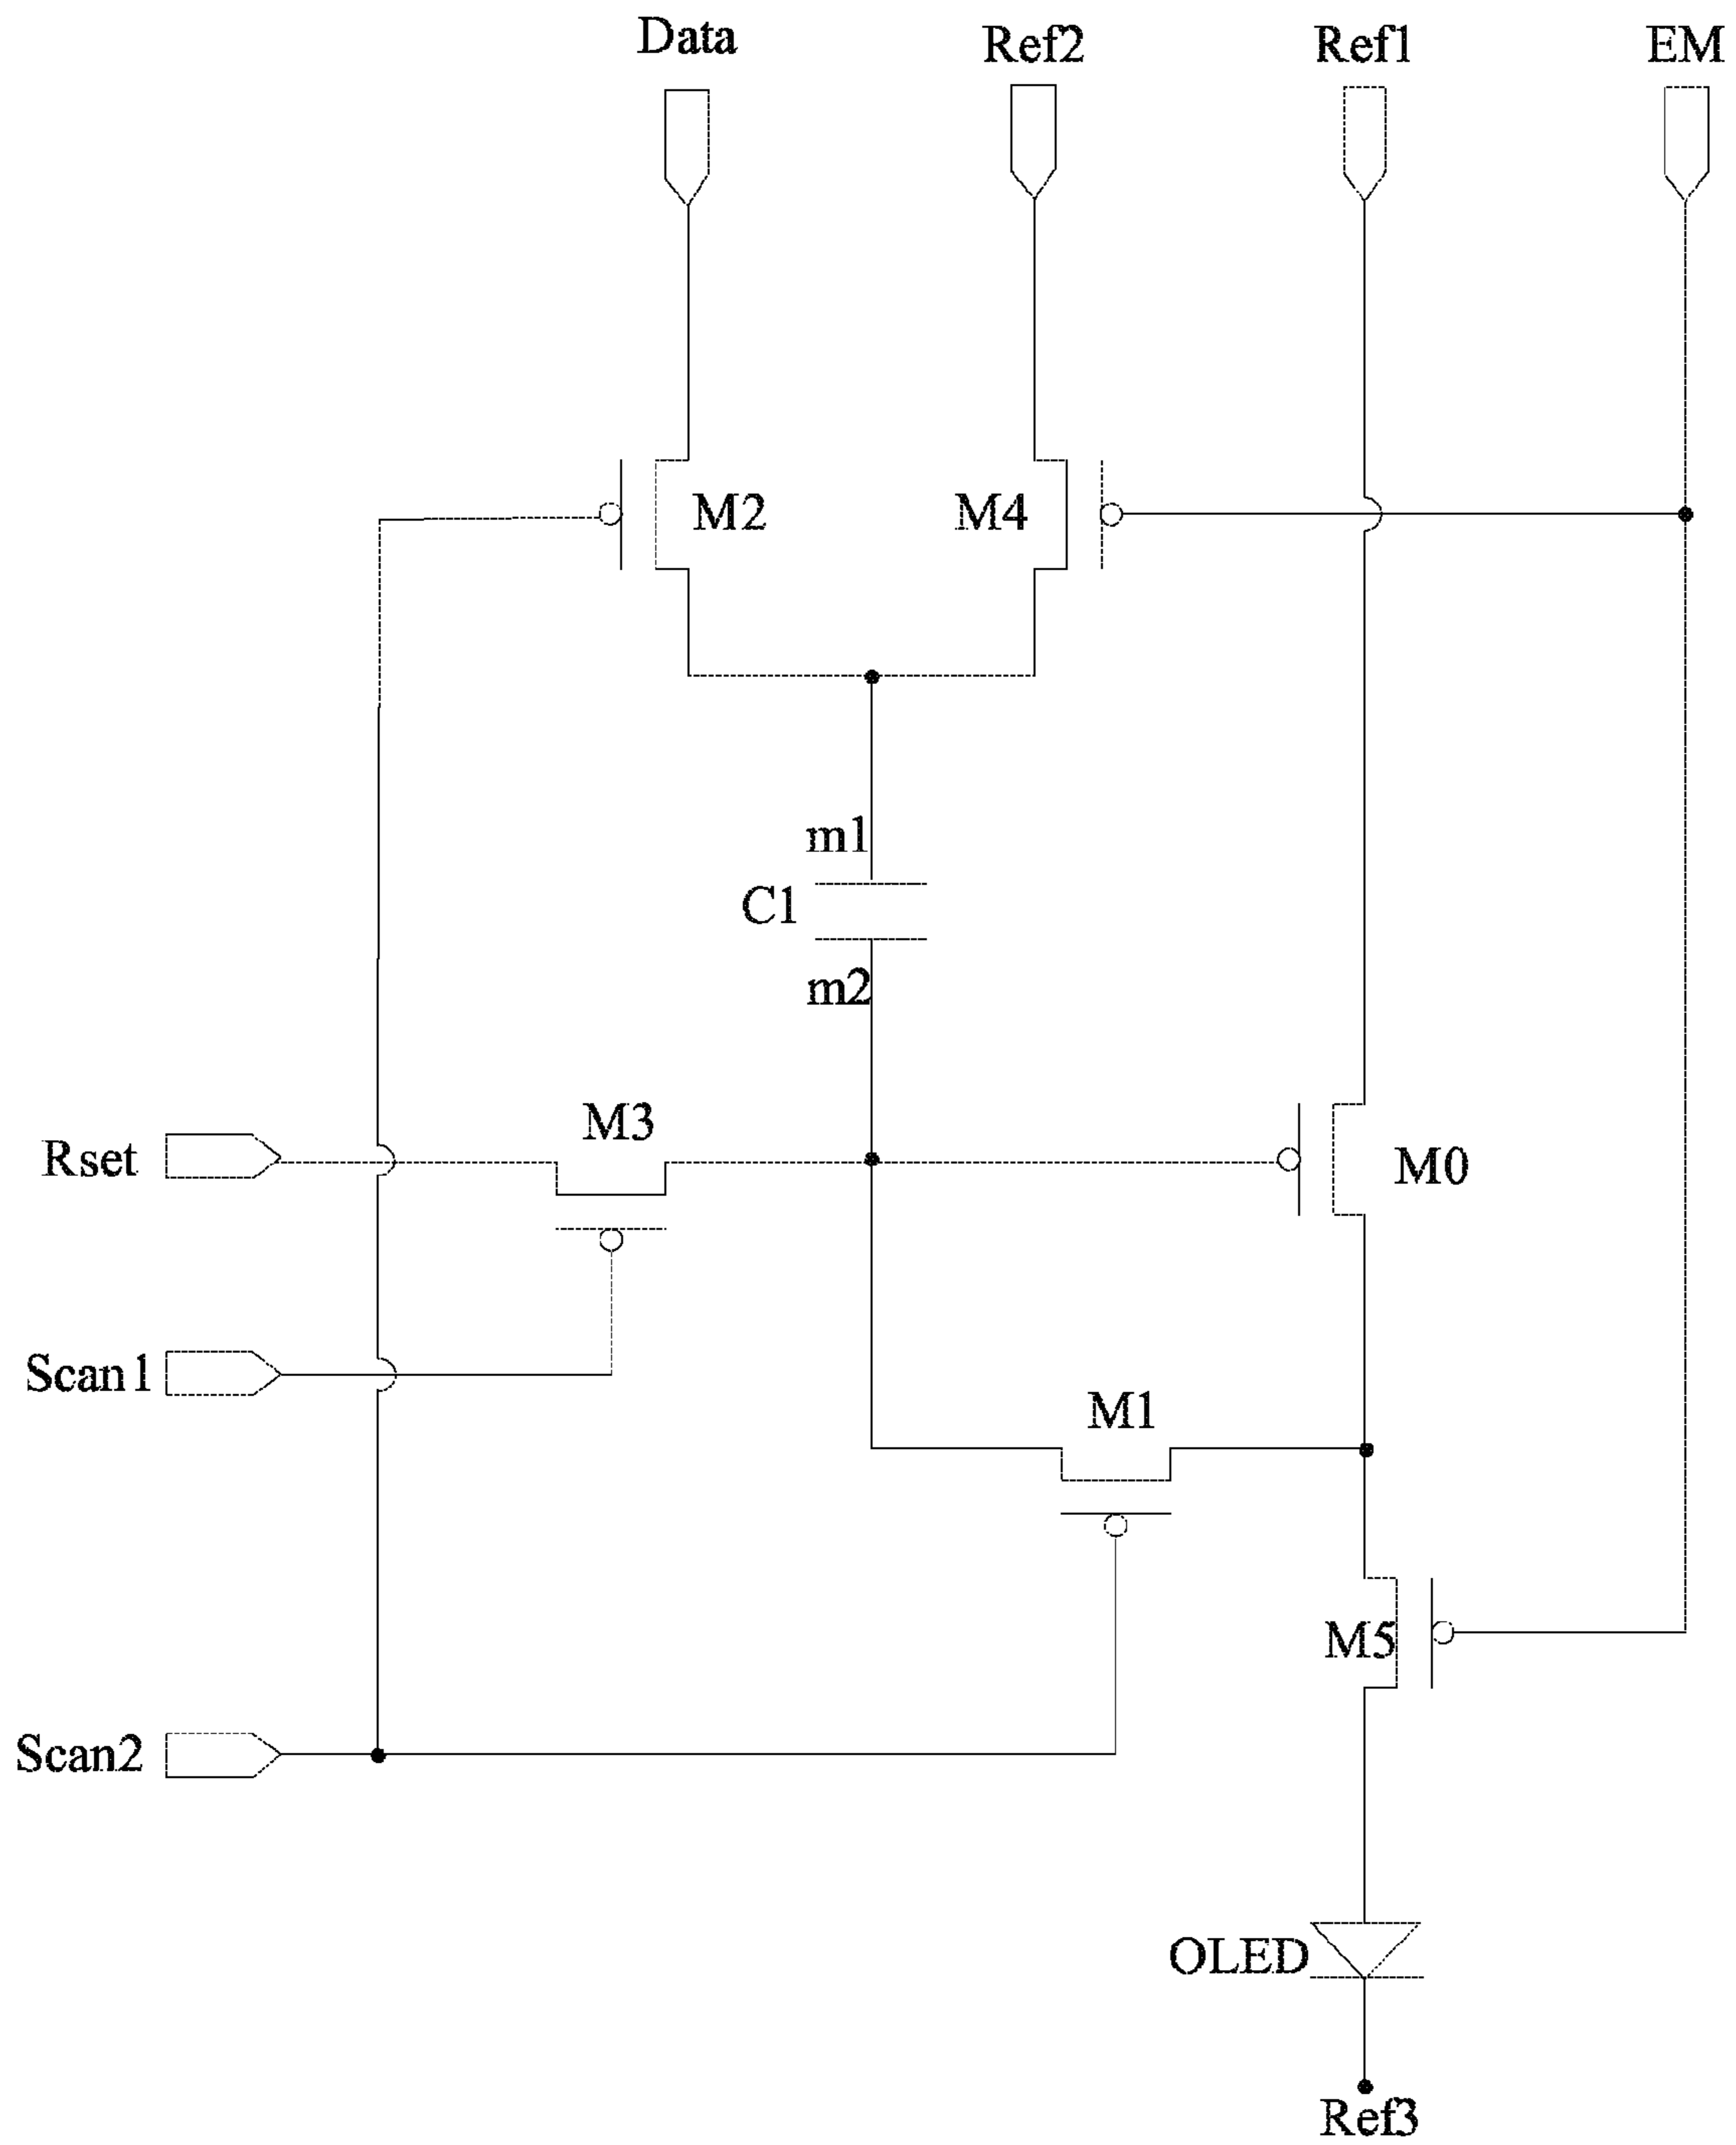 Data
Ref2
Ref1
EM
M2
M4
m1
C1
m2
M3
Rset
M0
Scan1
M1
M5
Scan2
OLED
Ref3